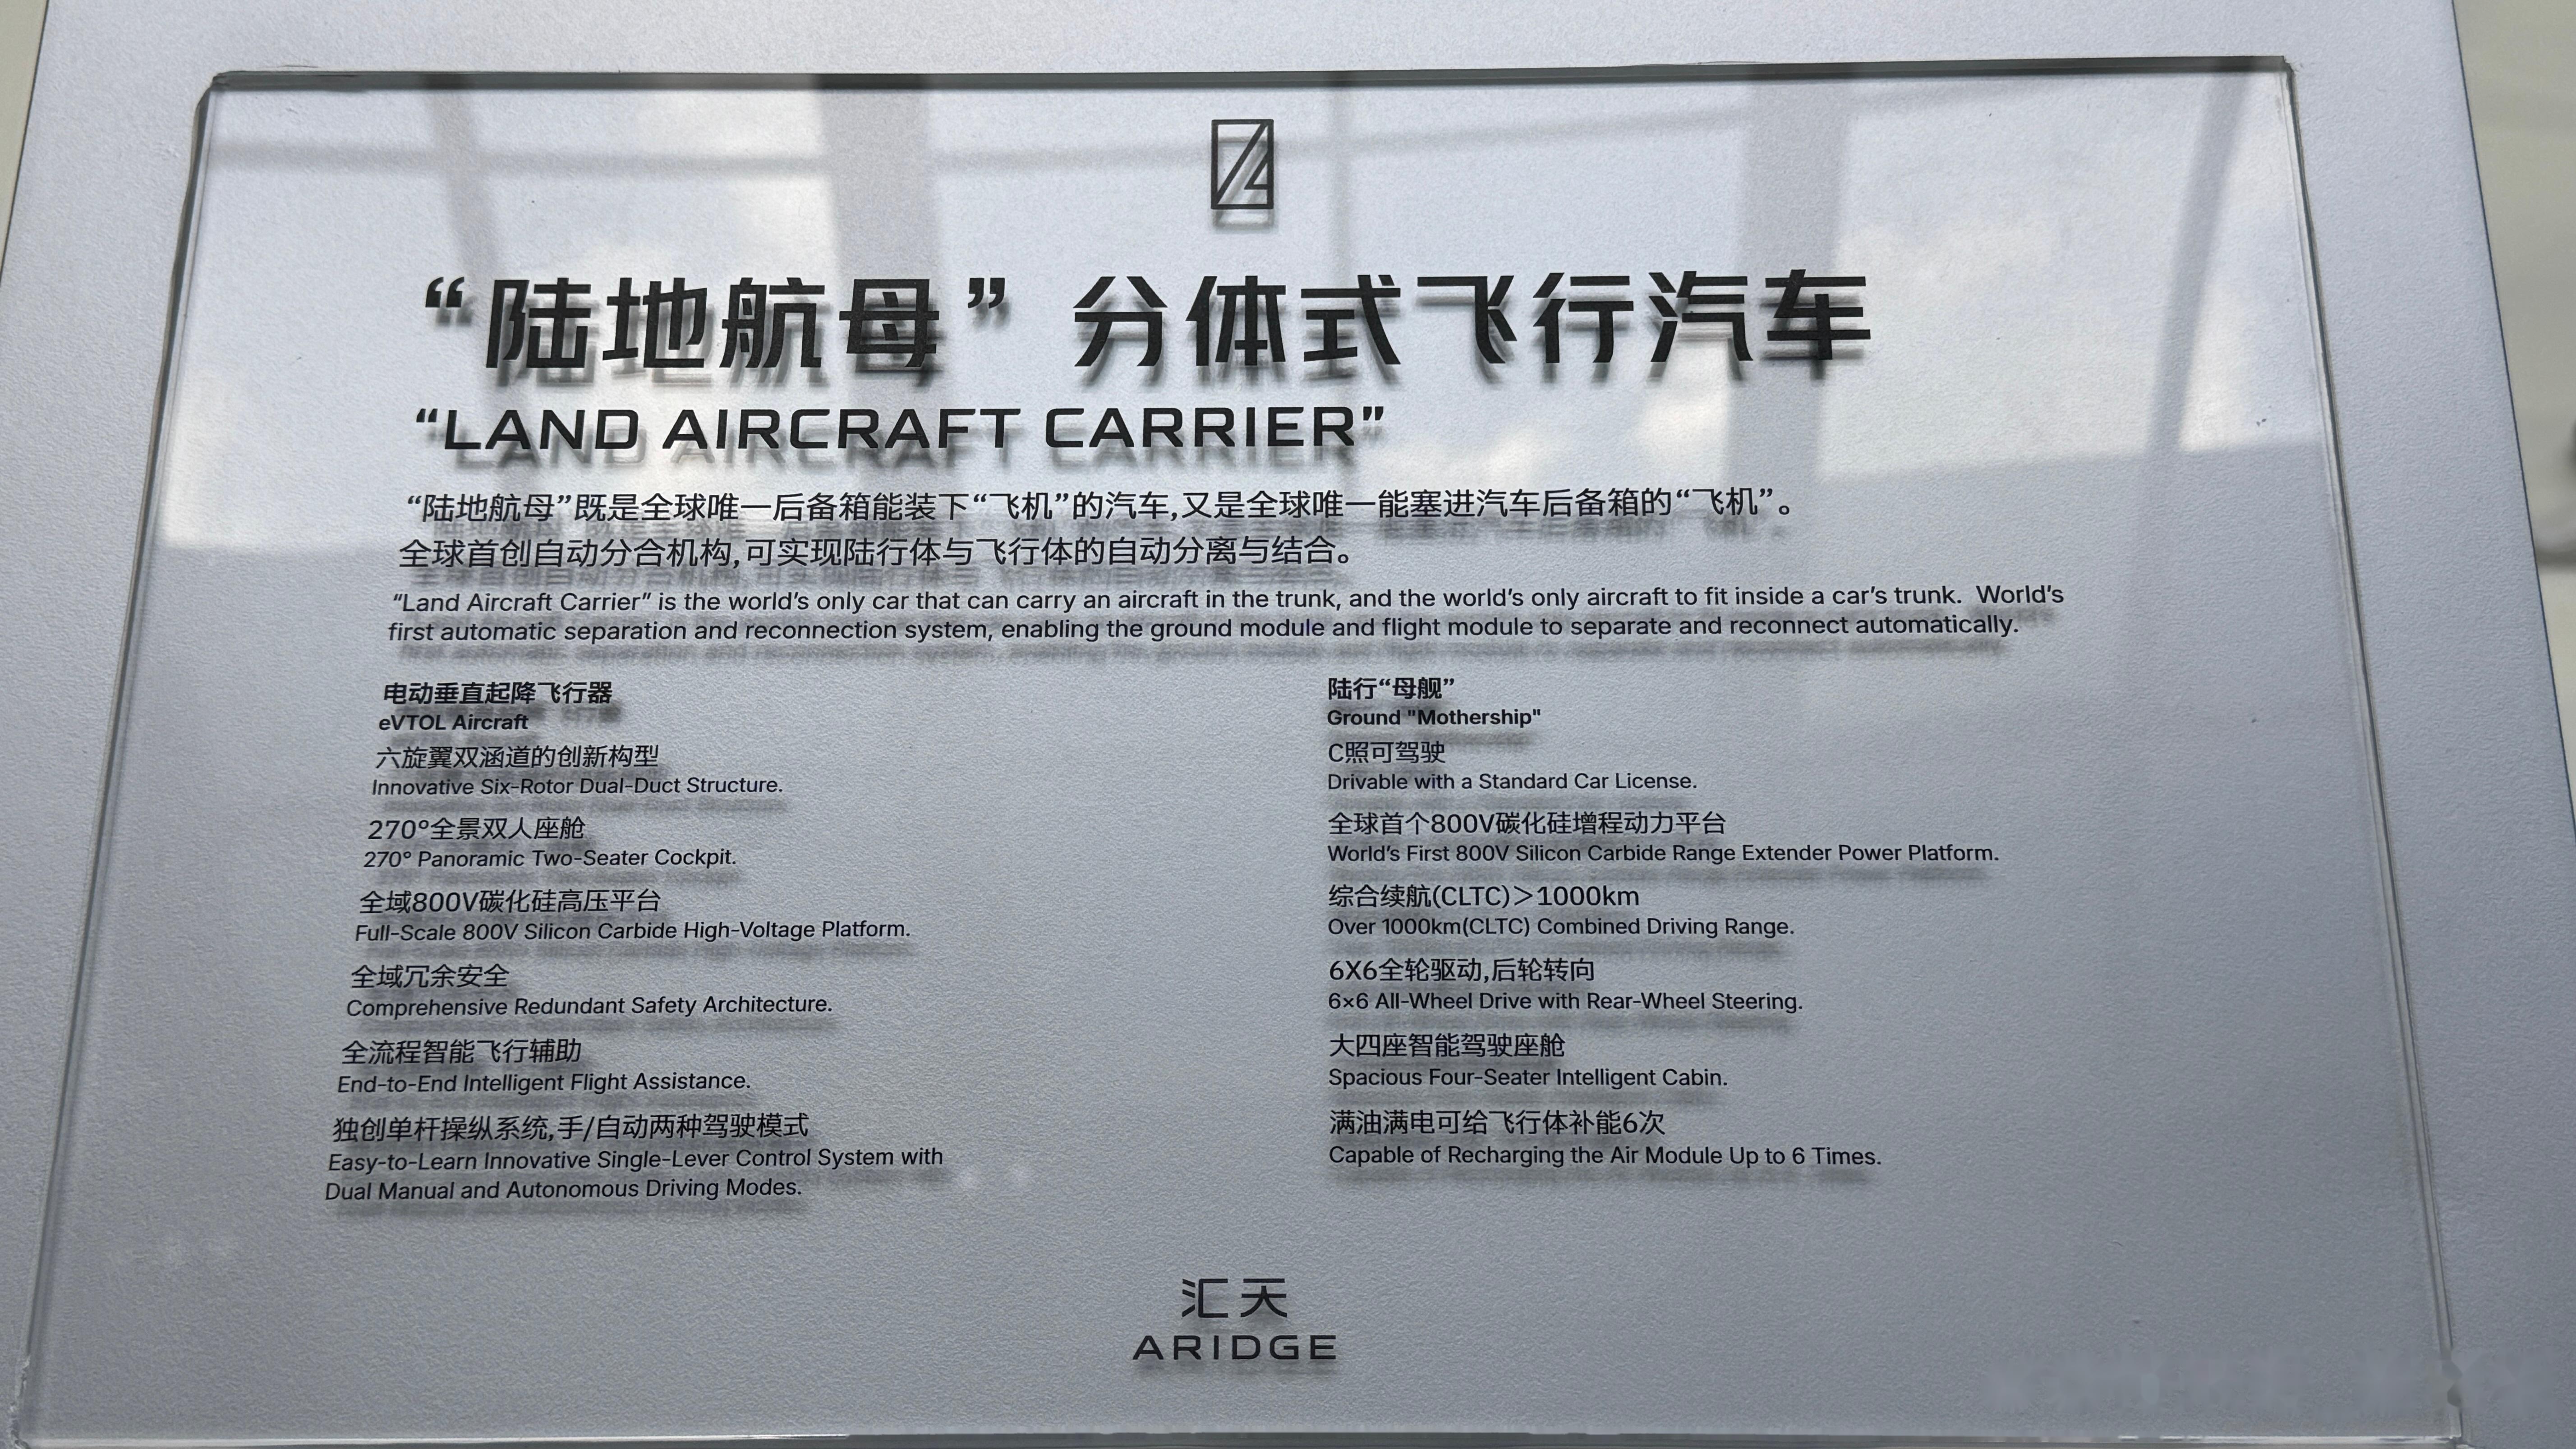 “陆地航母” 分体式飞行汽车
“LAND AIRCRAFT CARRIER”
“陆地航母”既是全球唯一后备箱能装下“飞机”的汽车,又是全球唯一能塞进汽车后备箱的“飞机”。
全球首创自动分合机构,可实现陆行体与飞行体的自动分离与结合。
“Land Aircraft Carrier” is the world’s only car that can carry an aircraft in the trunk, and the world’s only aircraft to fit inside a car’s trunk. World’s
first automatic separation and reconnection system, enabling the ground module and flight module to separate and reconnect automatically.
电动垂直起降飞行器
eVTOL Aircraft
六旋翼双涵道的创新构型
Innovative Six-Rotor Dual-Duct Structure.
270°全景双人座舱
270° Panoramic Two-Seater Cockpit.
全域800V碳化硅高压平台
Full-Scale 800V Silicon Carbide High-Voltage Platform.
全域冗余安全
Comprehensive Redundant Safety Architecture.
全流程智能飞行辅助
End-to-End Intelligent Flight Assistance.
独创单杆操纵系统,手/自动两种驾驶模式
Easy-to-Learn Innovative Single-Lever Control System with
Dual Manual and Autonomous Driving Modes.
陆行“母舰”
Ground "Mothership"
C照可驾驶
Drivable with a Standard Car License.
全球首个800V碳化硅增程动力平台
World’s First 800V Silicon Carbide Range Extender Power Platform.
综合续航(CLTC)＞1000km
Over 1000km(CLTC) Combined Driving Range.
6X6全轮驱动,后轮转向
6×6 All-Wheel Drive with Rear-Wheel Steering.
大四座智能驾驶座舱
Spacious Four-Seater Intelligent Cabin.
满油满电可给飞行体补能6次
Capable of Recharging the Air Module Up to 6 Times.
汇天
ARIDGE